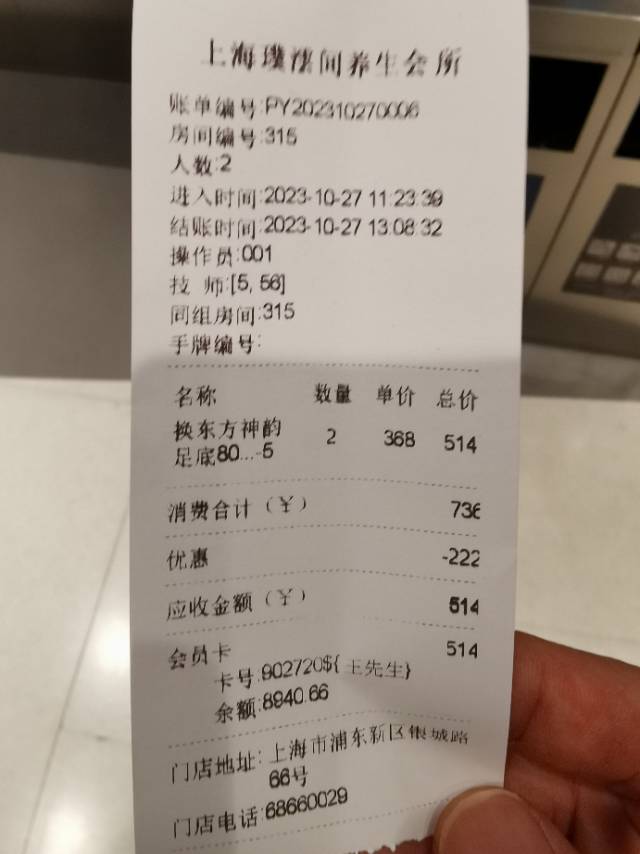 上海璞滢间养生会所
账单编号:PY202310270006
房间编号:315
人数:2
进入时间:2023-10-27 11:23:39
结账时间:2023-10-27 13:08:32
操作员:001
技 师:[5, 56]
同组房间:315
手牌编号:
名称 数量 单价 总价
换东方神韵 2 368 514
足底80...-5
消费合计（￥） 736
优惠 -222
应收金额（￥） 514
会员卡 514
卡号:902720$( 王先生)
余额:8940.66
门店地址: 上海市浦东新区银城路
66号
门店电话:68660029